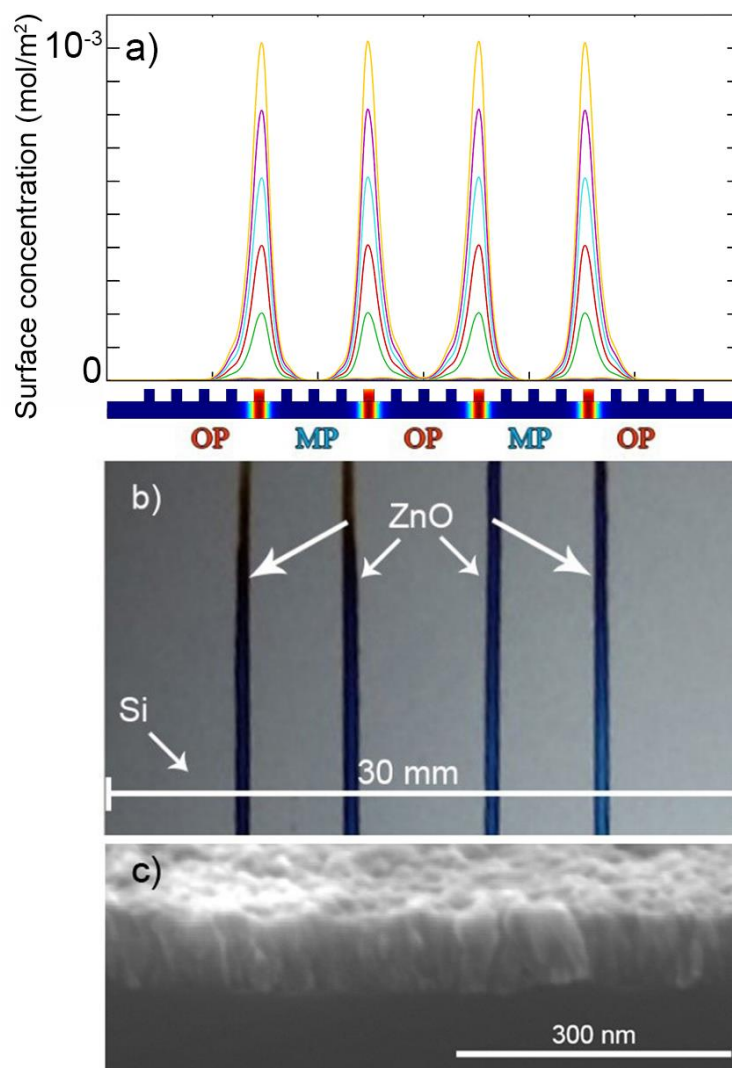 a)
10⁻³
Surface concentration (mol/m²)
0
OP MP OP MP OP
b)
ZnO
Si
30 mm
c)
300 nm